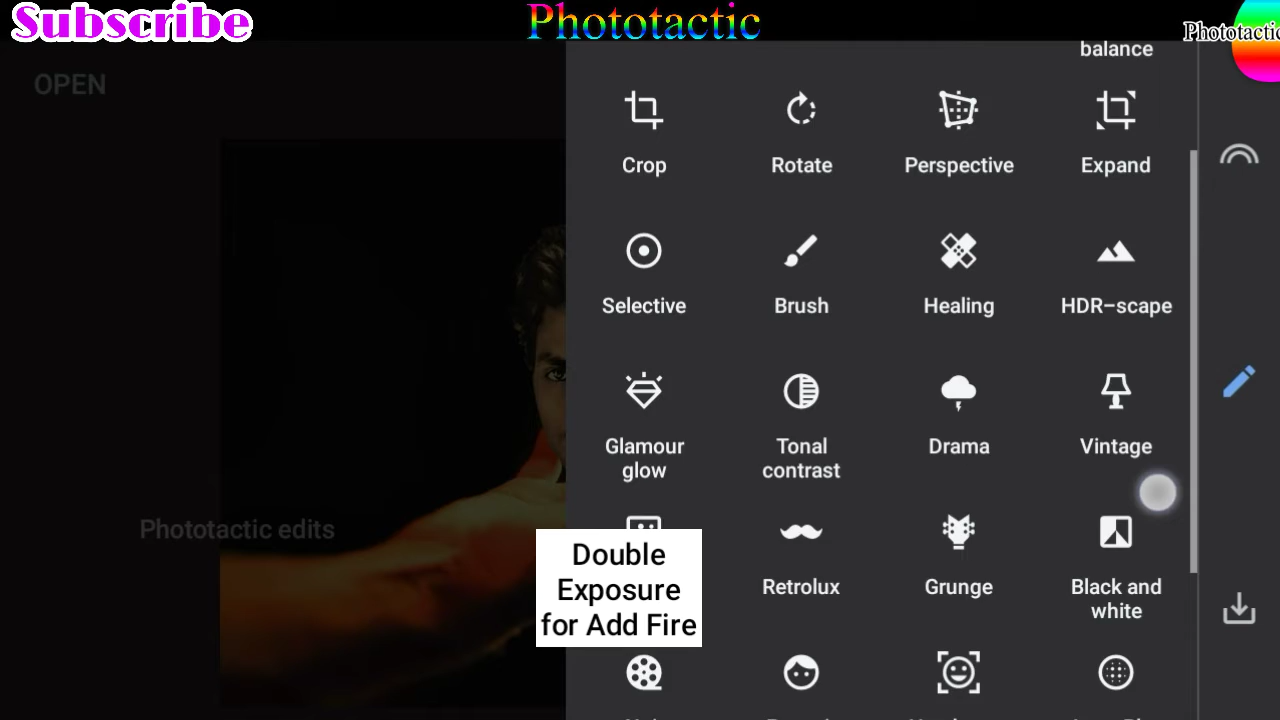 Subscribe
Phototactic
Phototactic
balance
OPEN
Crop
Rotate
Perspective
Expand
Selective
Brush
Healing
HDR-scape
Glamour
glow
Tonal
contrast
Drama
Vintage
Phototactic edits
Double
Exposure
for Add Fire
Retrolux
Grunge
Black and
white